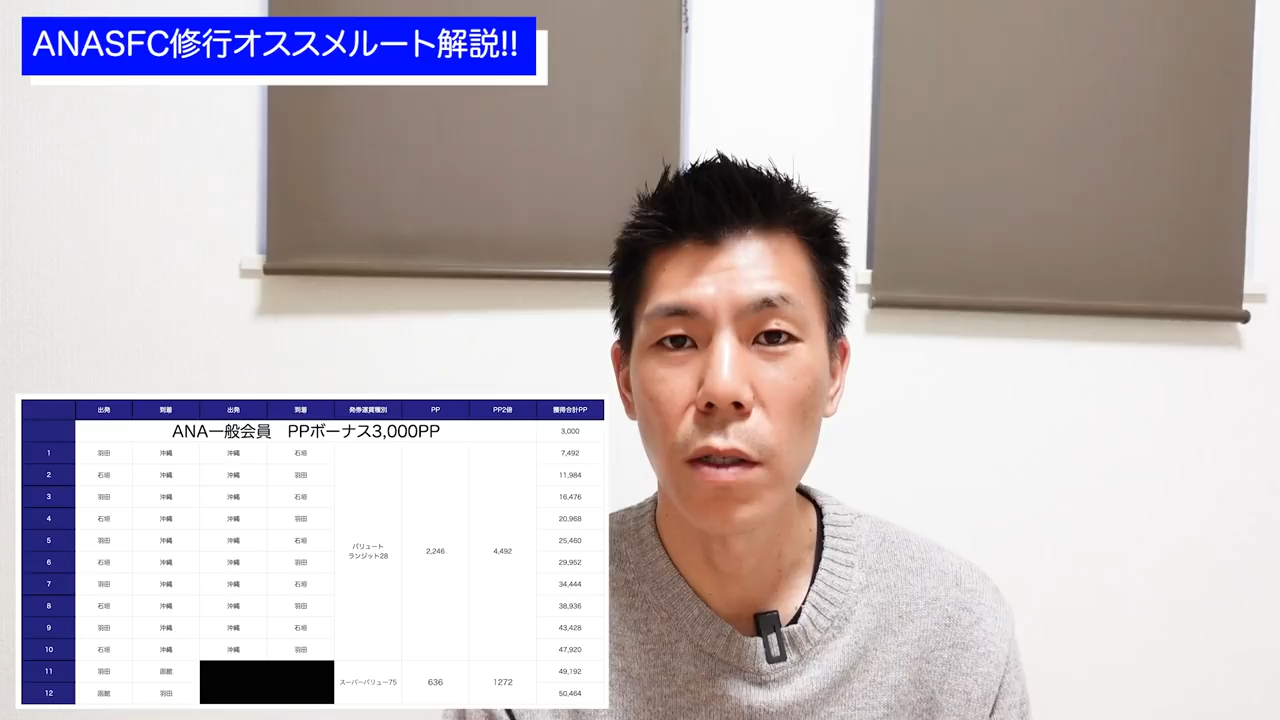 ANASFC修行オススメルート解説!!
出発 到着 出発 到着 発券運賃種別 PP PP2倍 獲得合計PP
ANA一般会員 PPボーナス3,000PP 3,000
1 羽田 沖縄 沖縄 石垣 7,492
2 石垣 沖縄 沖縄 羽田 11,984
3 羽田 沖縄 沖縄 石垣 16,476
4 石垣 沖縄 沖縄 羽田 20,968
5 羽田 沖縄 沖縄 石垣 25,460
バリュート
ランジット28 2,246 4,492
6 石垣 沖縄 沖縄 羽田 29,952
7 羽田 沖縄 沖縄 石垣 34,444
8 石垣 沖縄 沖縄 羽田 38,936
9 羽田 沖縄 沖縄 石垣 43,428
10 石垣 沖縄 沖縄 羽田 47,920
11 羽田 函館 49,192
スーパーバリュー75 636 1272
12 函館 羽田 50,464